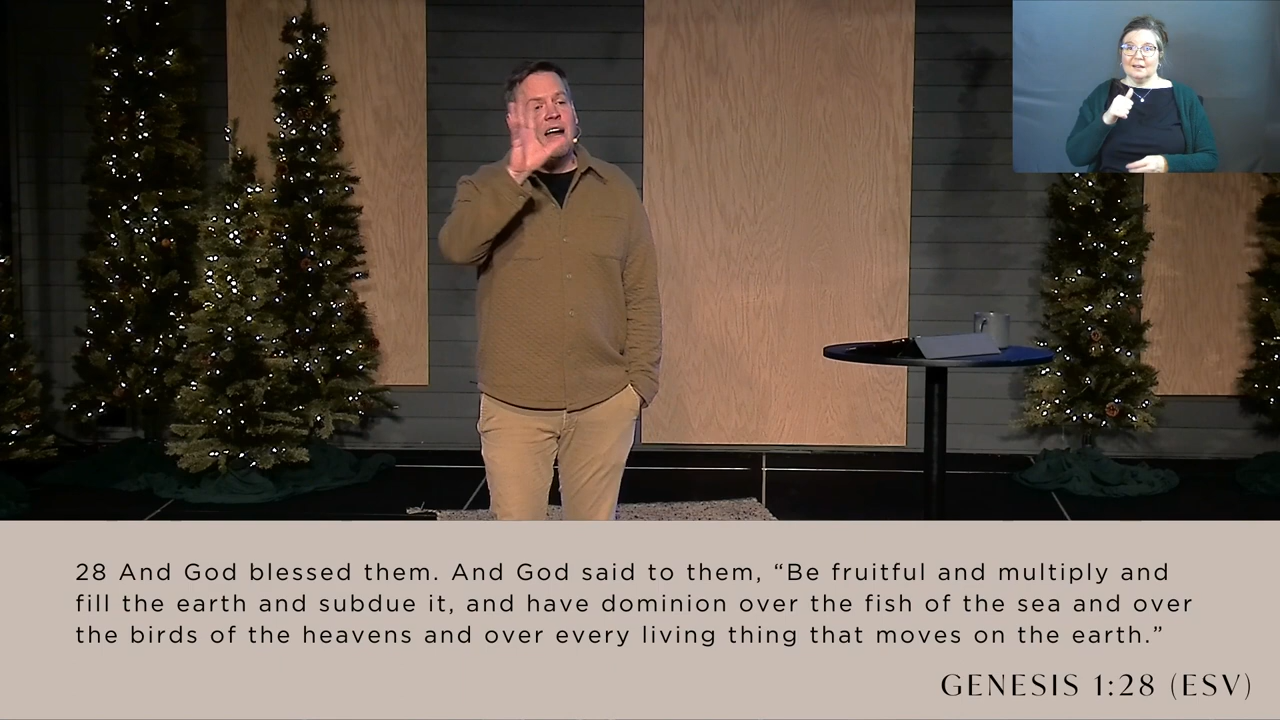 28 And God blessed them. And God said to them, “Be fruitful and multiply and
fill the earth and subdue it, and have dominion over the fish of the sea and over
the birds of the heavens and over every living thing that moves on the earth.”
GENESIS 1:28 (ESV)